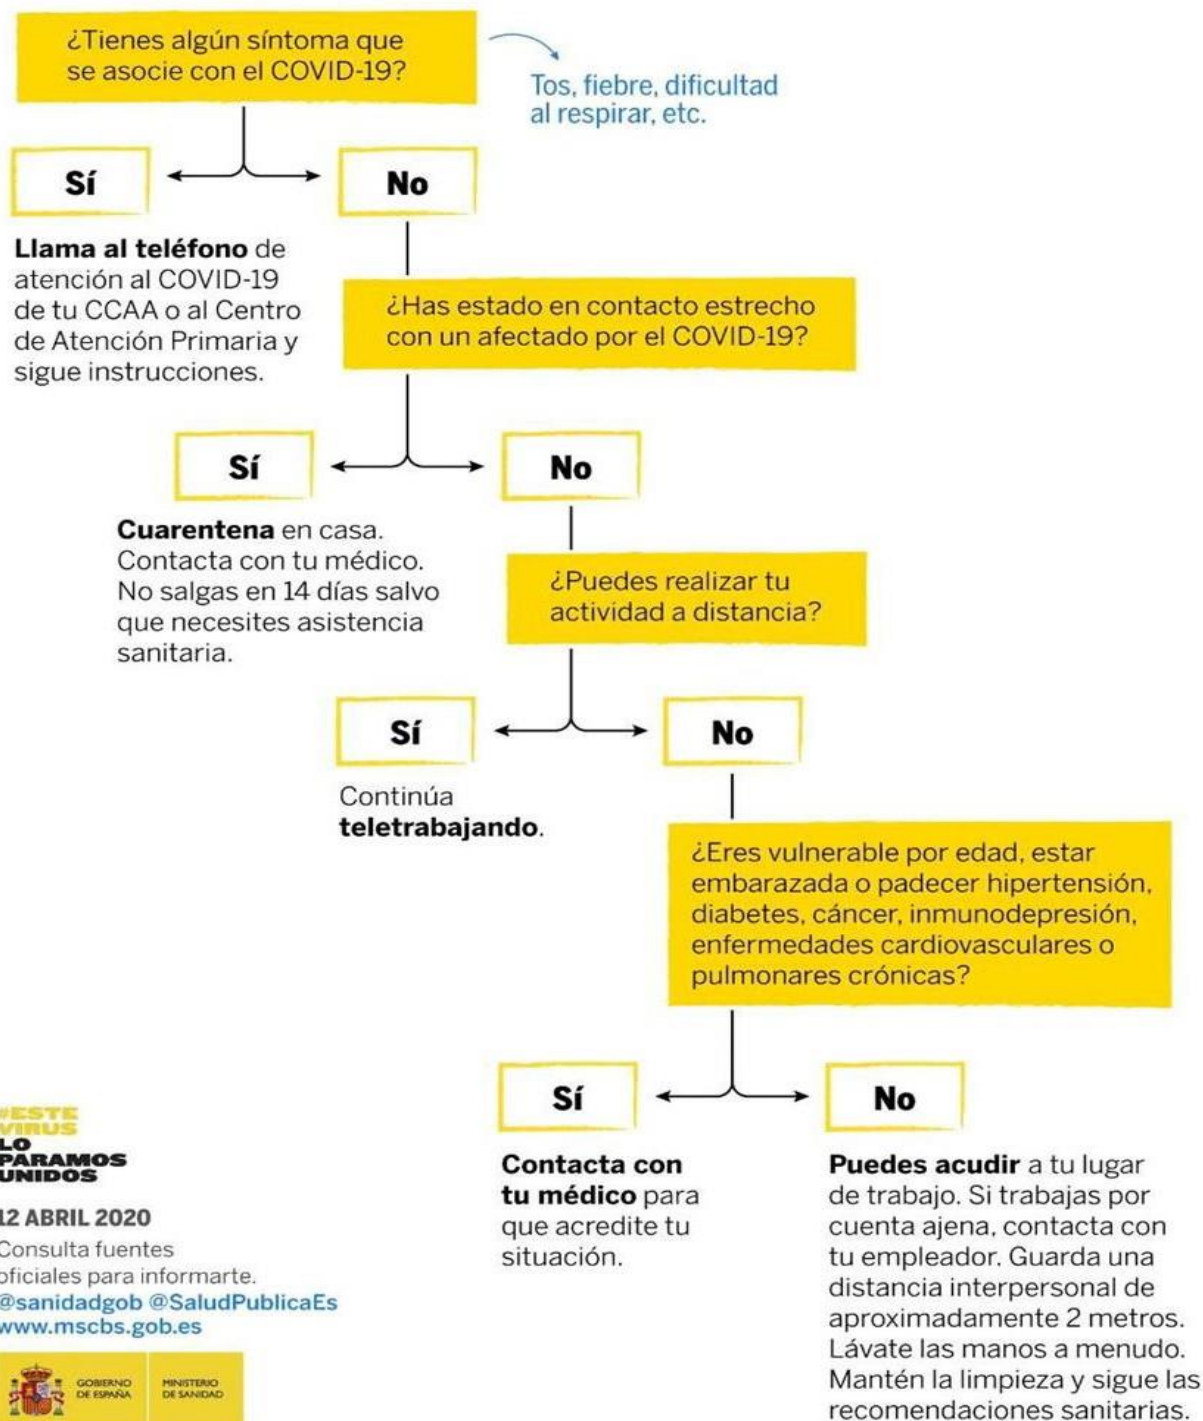 ¿Tienes algún síntoma que
se asocie con el COVID-19?
Tos, fiebre, dificultad
al respirar, etc.
Sí
No
Llama al teléfono de
atención al COVID-19
de tu CCAA o al Centro
de Atención Primaria y
sigue instrucciones.
¿Has estado en contacto estrecho
con un afectado por el COVID-19?
Sí
No
Cuarentena en casa.
Contacta con tu médico.
No salgas en 14 días salvo
que necesites asistencia
sanitaria.
¿Puedes realizar tu
actividad a distancia?
Sí
No
Continúa
teletrabajando.
¿Eres vulnerable por edad, estar
embarazada o padecer hipertensión,
diabetes, cáncer, inmunodepresión,
enfermedades cardiovasculares o
pulmonares crónicas?
Sí
No
Contacta con
tu médico para
que acredite tu
situación.
Puedes acudir a tu lugar
de trabajo. Si trabajas por
cuenta ajena, contacta con
tu empleador. Guarda una
distancia interpersonal de
aproximadamente 2 metros.
Lávate las manos a menudo.
Mantén la limpieza y sigue las
recomendaciones sanitarias.
#ESTE
VIRUS
LO
PARAMOS
UNIDOS
12 ABRIL 2020
Consulta fuentes
oficiales para informarte.
@sanidadgob @SaludPublicaEs
www.mscbs.gob.es
GOBIERNO
DE ESPAÑA
MINISTERIO
DE SANIDAD